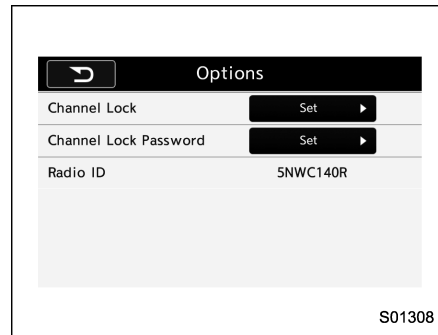 Options
Channel Lock Set
Channel Lock Password Set
Radio ID 5NWC140R
S01308